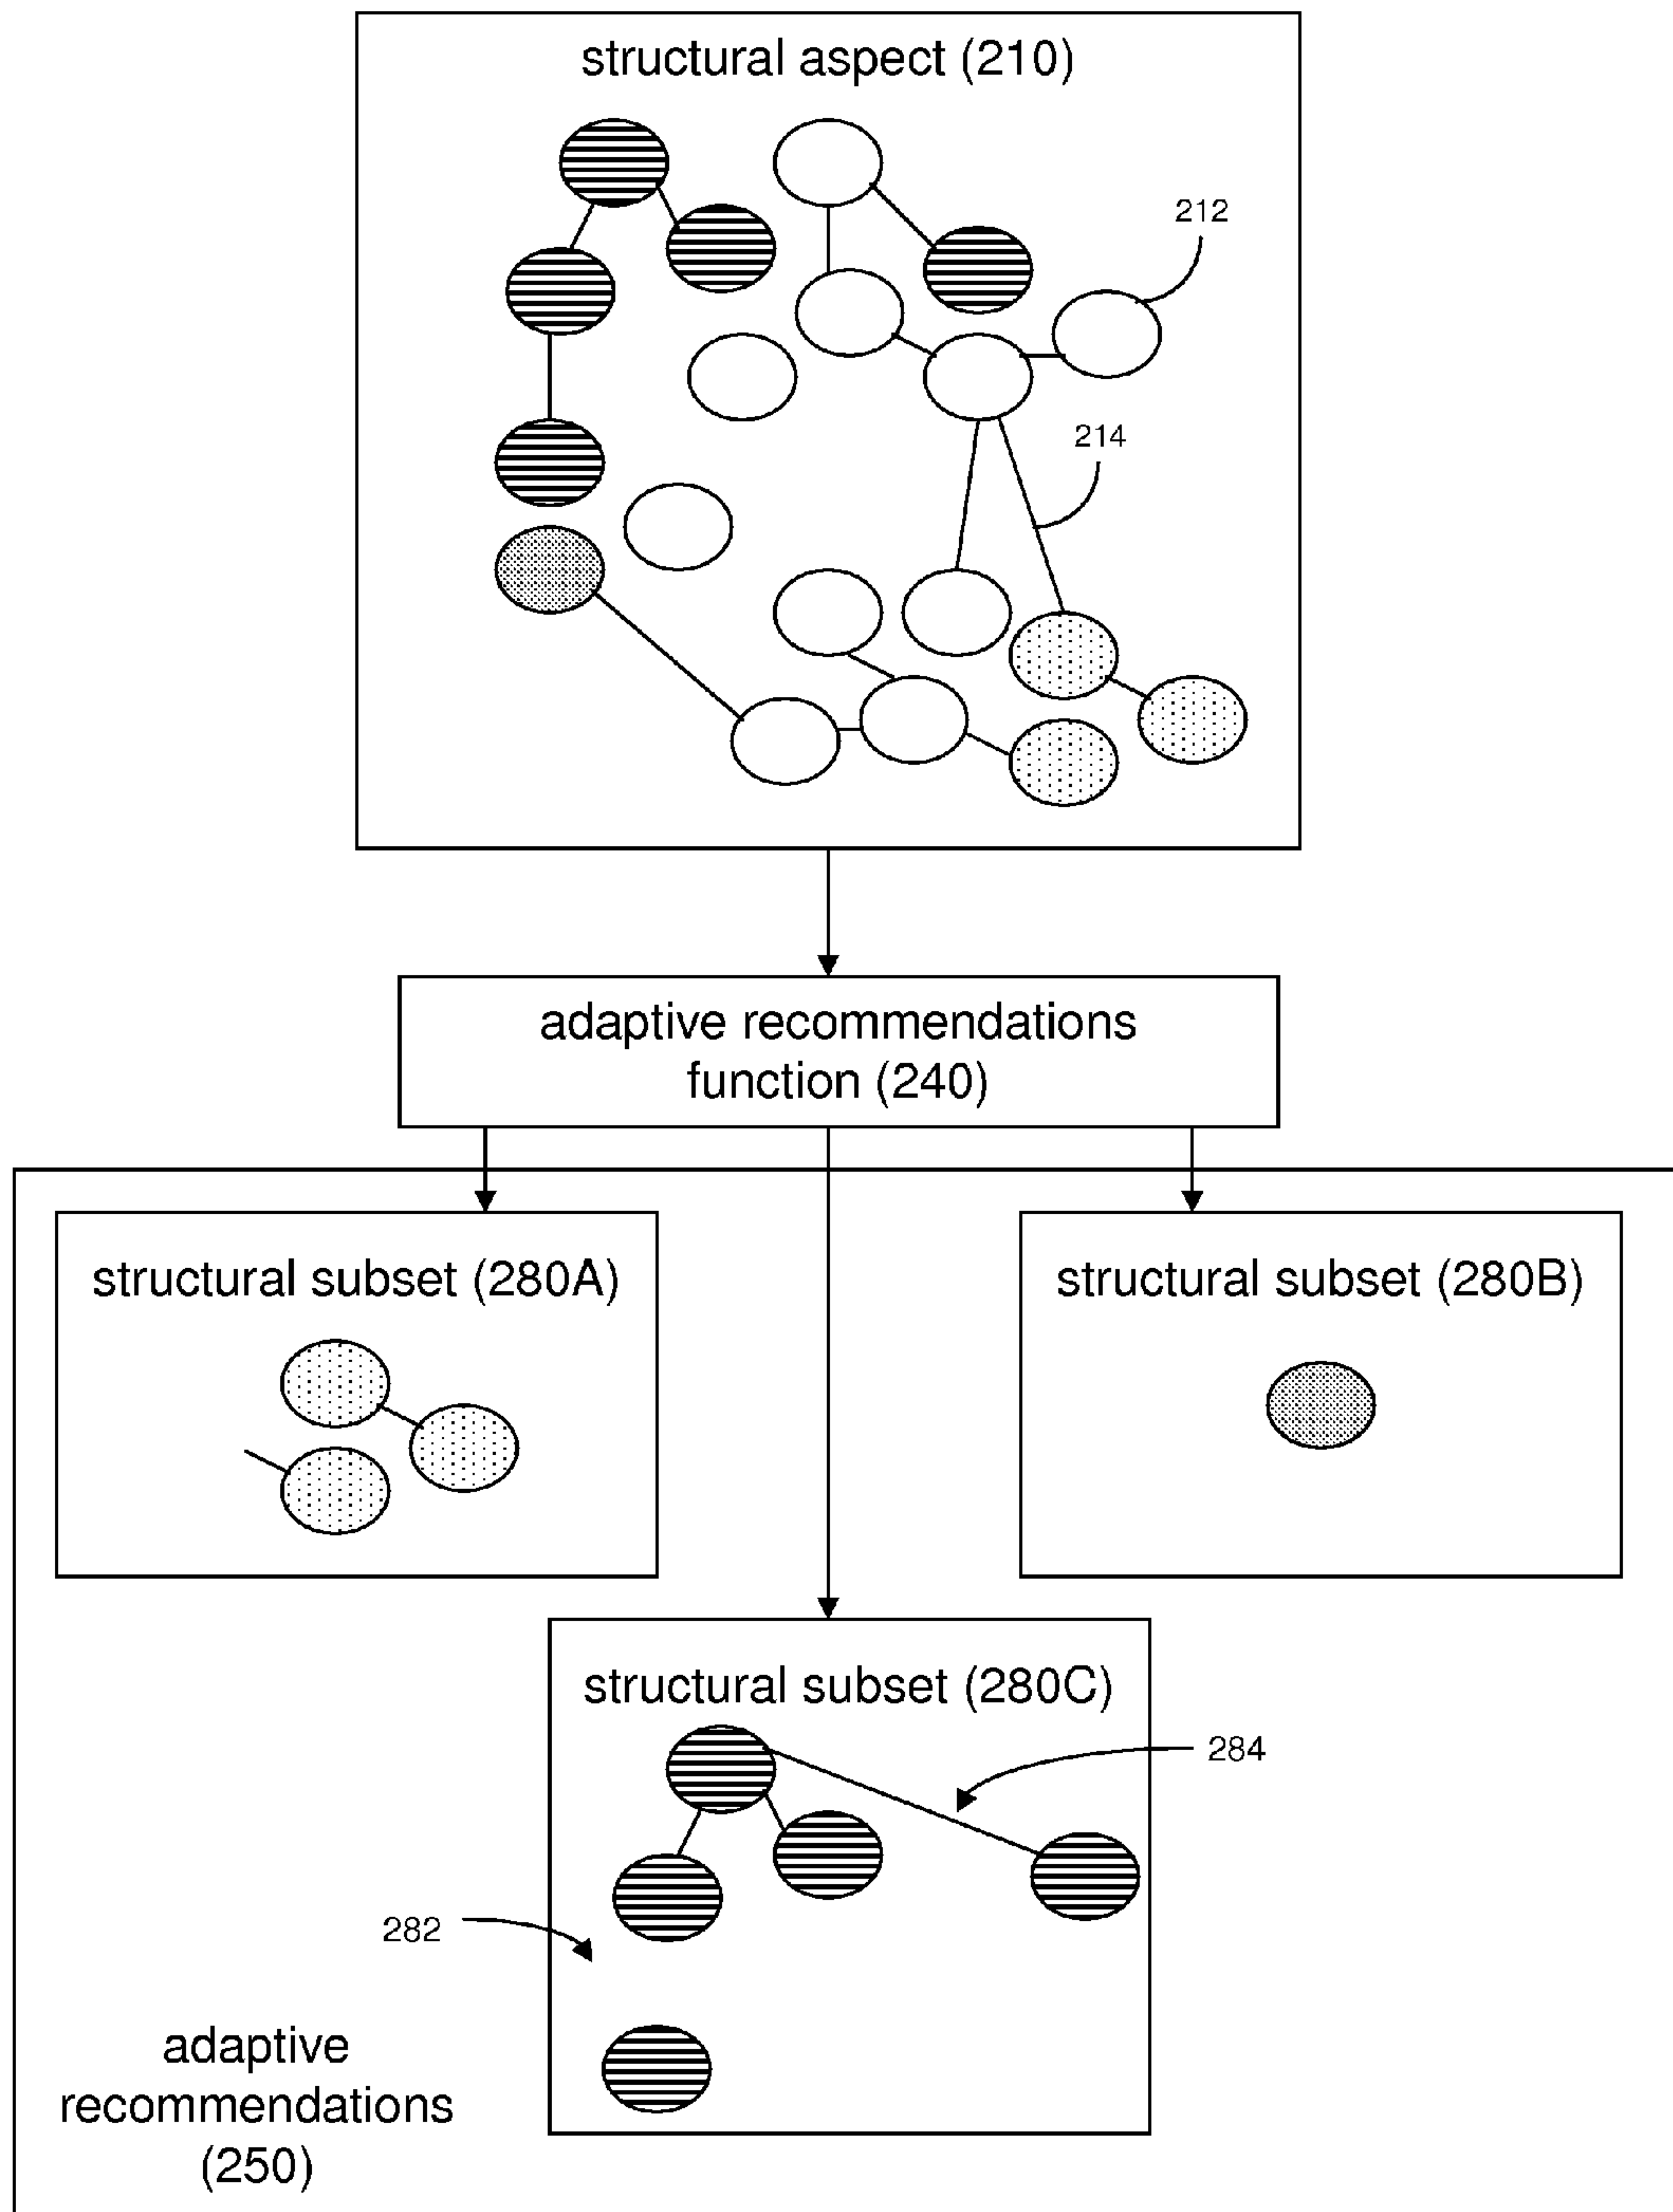 structural aspect (210)
212
214
adaptive recommendations
function (240)
structural subset (280A)
structural subset (280B)
structural subset (280C)
284
282
adaptive
recommendations
(250)